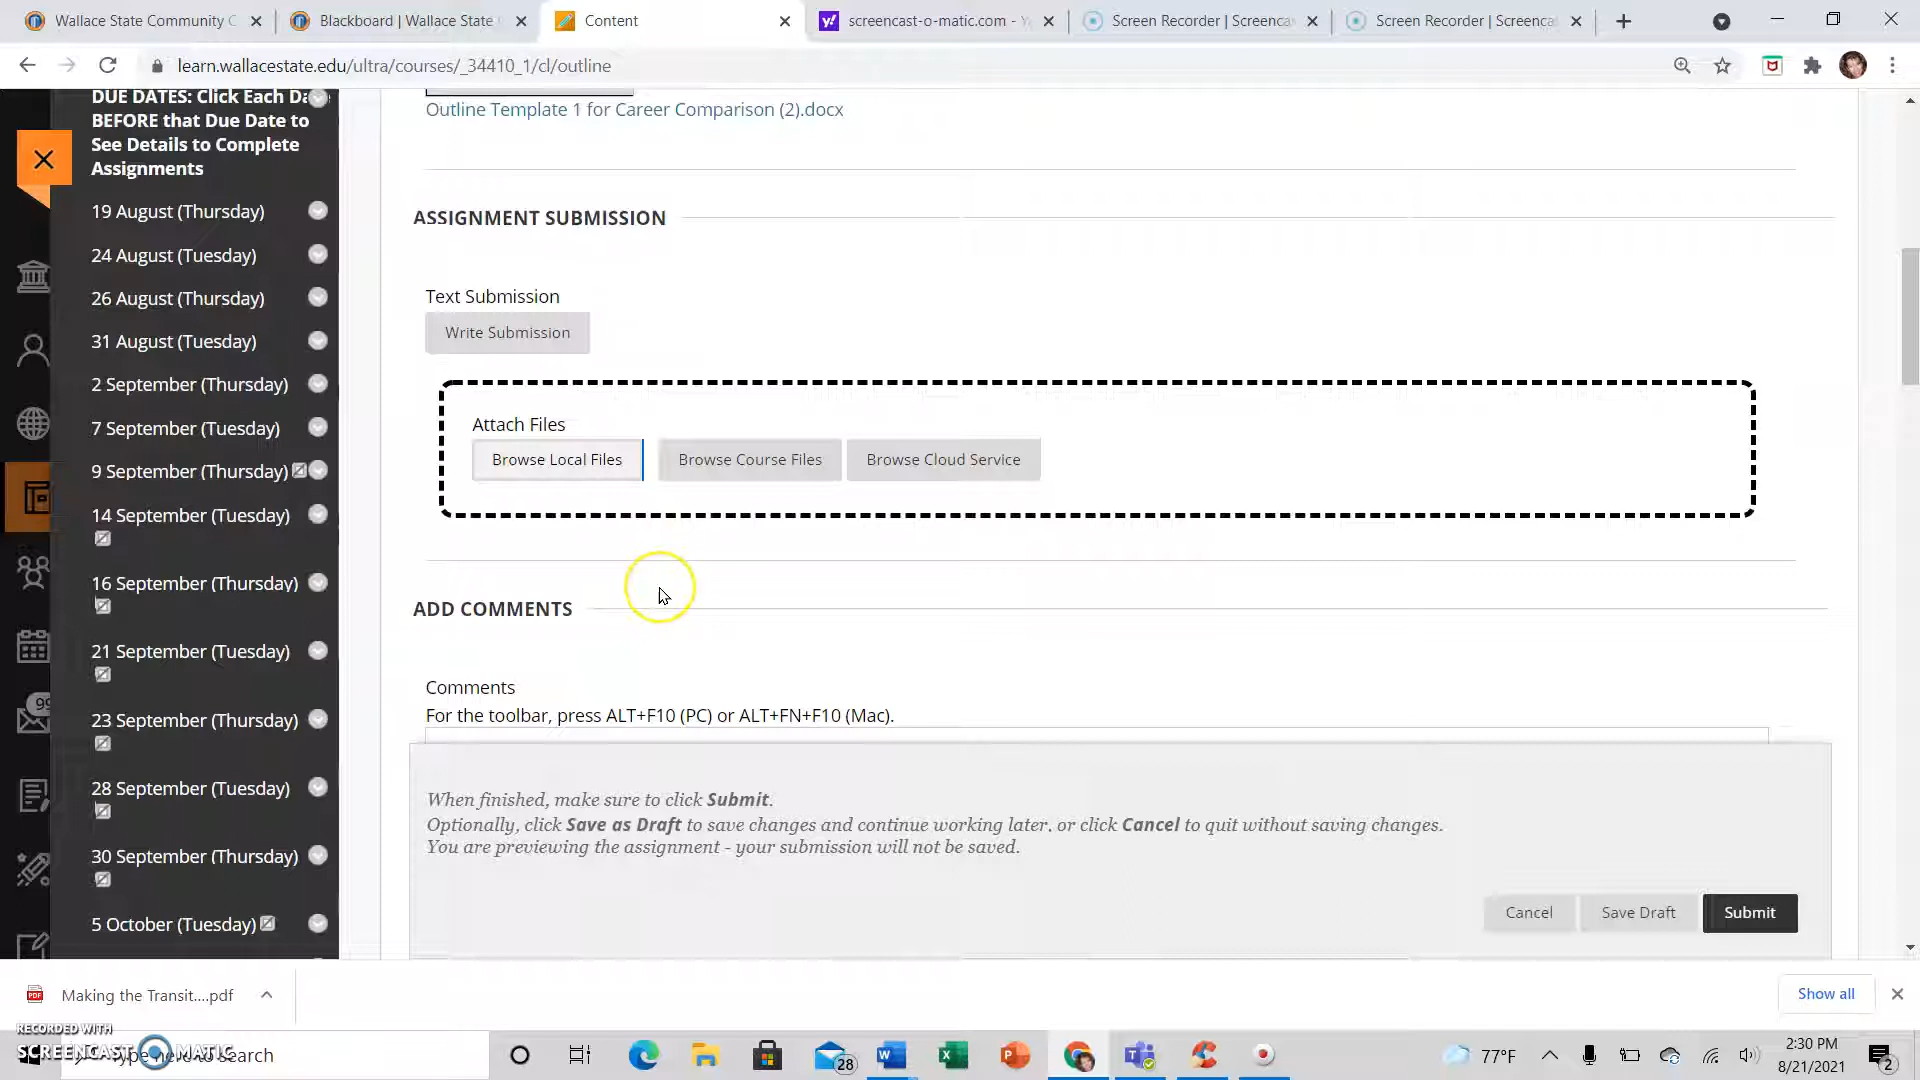 Wallace State Community C
Blackboard | Wallace State
Content
screencast-o-matic.com - Y
Screen Recorder | Screenca
Screen Recorder | Screenca
learn.wallacestate.edu/ultra/courses/_34410_1/cl/outline
DUE DATES: Click Each Da
BEFORE that Due Date to
See Details to Complete
Assignments
19 August (Thursday)
24 August (Tuesday)
26 August (Thursday)
31 August (Tuesday)
2 September (Thursday)
7 September (Tuesday)
9 September (Thursday)
14 September (Tuesday)
16 September (Thursday)
21 September (Tuesday)
23 September (Thursday)
28 September (Tuesday)
30 September (Thursday)
5 October (Tuesday)
99
Outline Template 1 for Career Comparison (2).docx
ASSIGNMENT SUBMISSION
Text Submission
Write Submission
Attach Files
Browse Local Files
Browse Course Files
Browse Cloud Service
ADD COMMENTS
Comments
For the toolbar, press ALT+F10 (PC) or ALT+FN+F10 (Mac).
When finished, make sure to click Submit.
Optionally, click Save as Draft to save changes and continue working later, or click Cancel to quit without saving changes.
You are previewing the assignment - your submission will not be saved.
Cancel
Save Draft
Submit
PDF
Making the Transit....pdf
Show all
RECORDED WITH
SCREENCAST MATIC
Type here to search
28
77°F
2:30 PM
8/21/2021
2